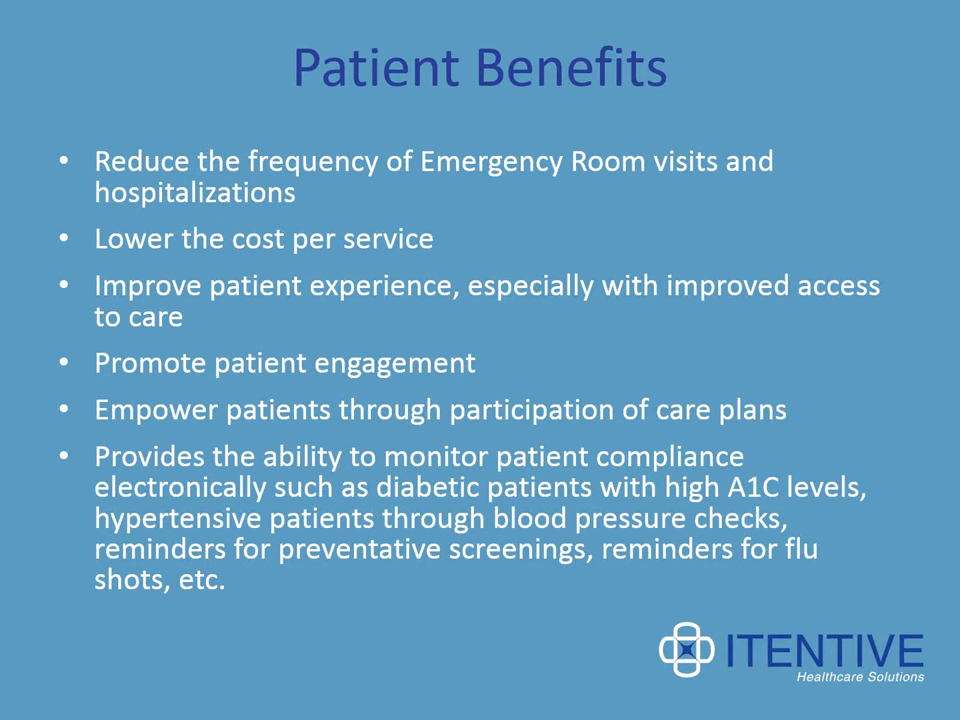 Patient Benefits
• Reduce the frequency of Emergency Room visits and
hospitalizations
• Lower the cost per service
• Improve patient experience, especially with improved access
to care
• Promote patient engagement
• Empower patients through participation of care plans
• Provides the ability to monitor patient compliance
electronically such as diabetic patients with high A1C levels,
hypertensive patients through blood pressure checks,
reminders for preventative screenings, reminders for flu
shots, etc.
ITENTIVE
Healthcare Solutions